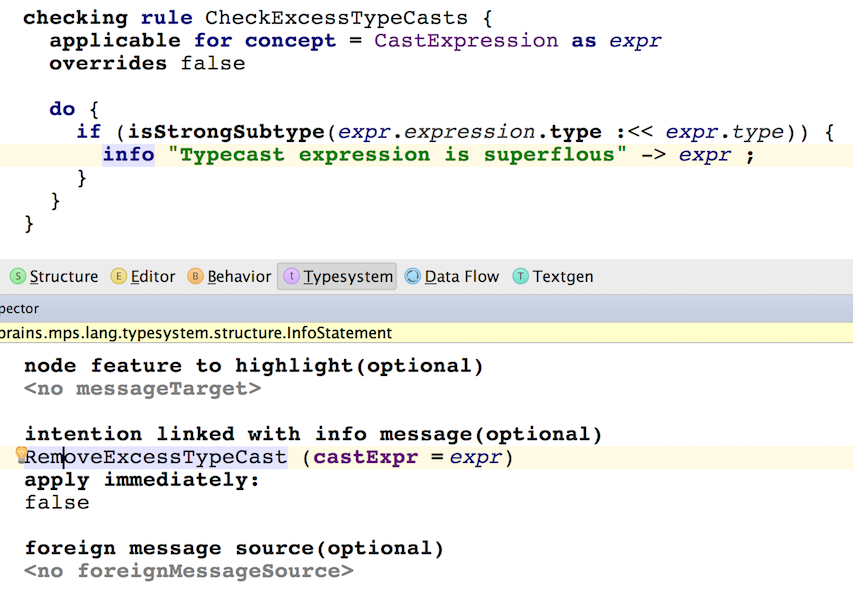 checking rule CheckExcessTypeCasts {
applicable for concept = CastExpression as expr
overrides false
do {
if (isStrongSubtype(expr.expression.type :<< expr.type)) {
info "Typecast expression is superflous" -> expr ;
}
}
}
S Structure E Editor B Behavior t Typesystem Data Flow T Textgen
pector
brains.mps.lang.typesystem.structure.InfoStatement
node feature to highlight(optional)
<no messageTarget>
intention linked with info message(optional)
RemoveExcessTypeCast (castExpr = expr)
apply immediately:
false
foreign message source(optional)
<no foreignMessageSource>